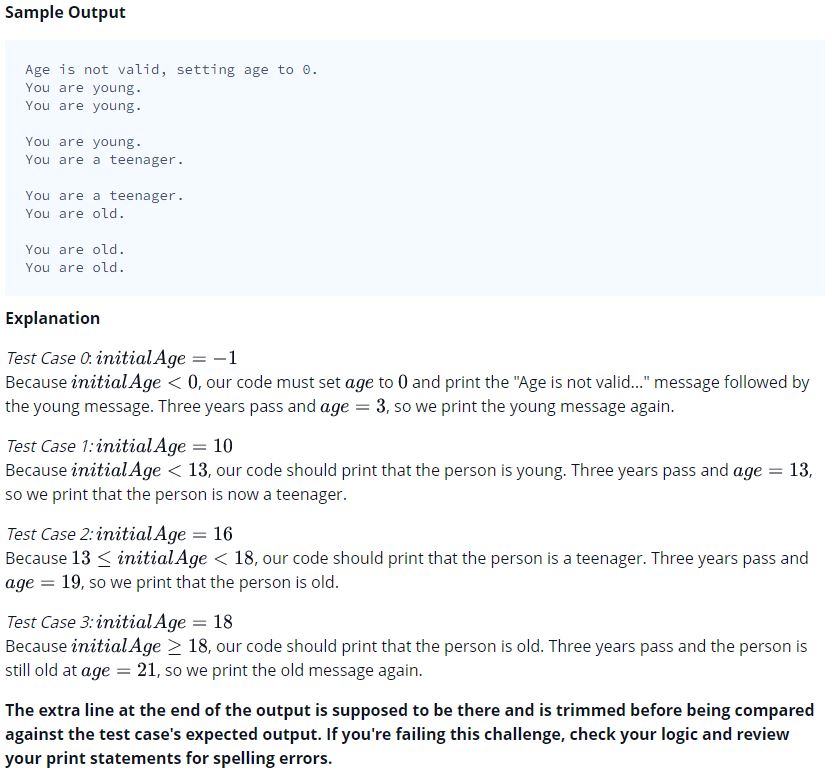 Sample Output
Age is not valid, setting age to 0.
You are young.
You are young.
You are young.
You are a teenager.
You are a teenager.
You are old.
You are old.
You are old.
Explanation
Test Case 0: initialAge = −1
Because initialAge < 0, our code must set age to 0 and print the "Age is not valid..." message followed by
the young message. Three years pass and age = 3, so we print the young message again.
Test Case 1: initialAge = 10
Because initialAge < 13, our code should print that the person is young. Three years pass and age = 13,
so we print that the person is now a teenager.
Test Case 2: initialAge = 16
Because 13 ≤ initialAge < 18, our code should print that the person is a teenager. Three years pass and
age = 19, so we print that the person is old.
Test Case 3: initialAge = 18
Because initialAge ≥ 18, our code should print that the person is old. Three years pass and the person is
still old at age = 21, so we print the old message again.
The extra line at the end of the output is supposed to be there and is trimmed before being compared
against the test case's expected output. If you're failing this challenge, check your logic and review
your print statements for spelling errors.